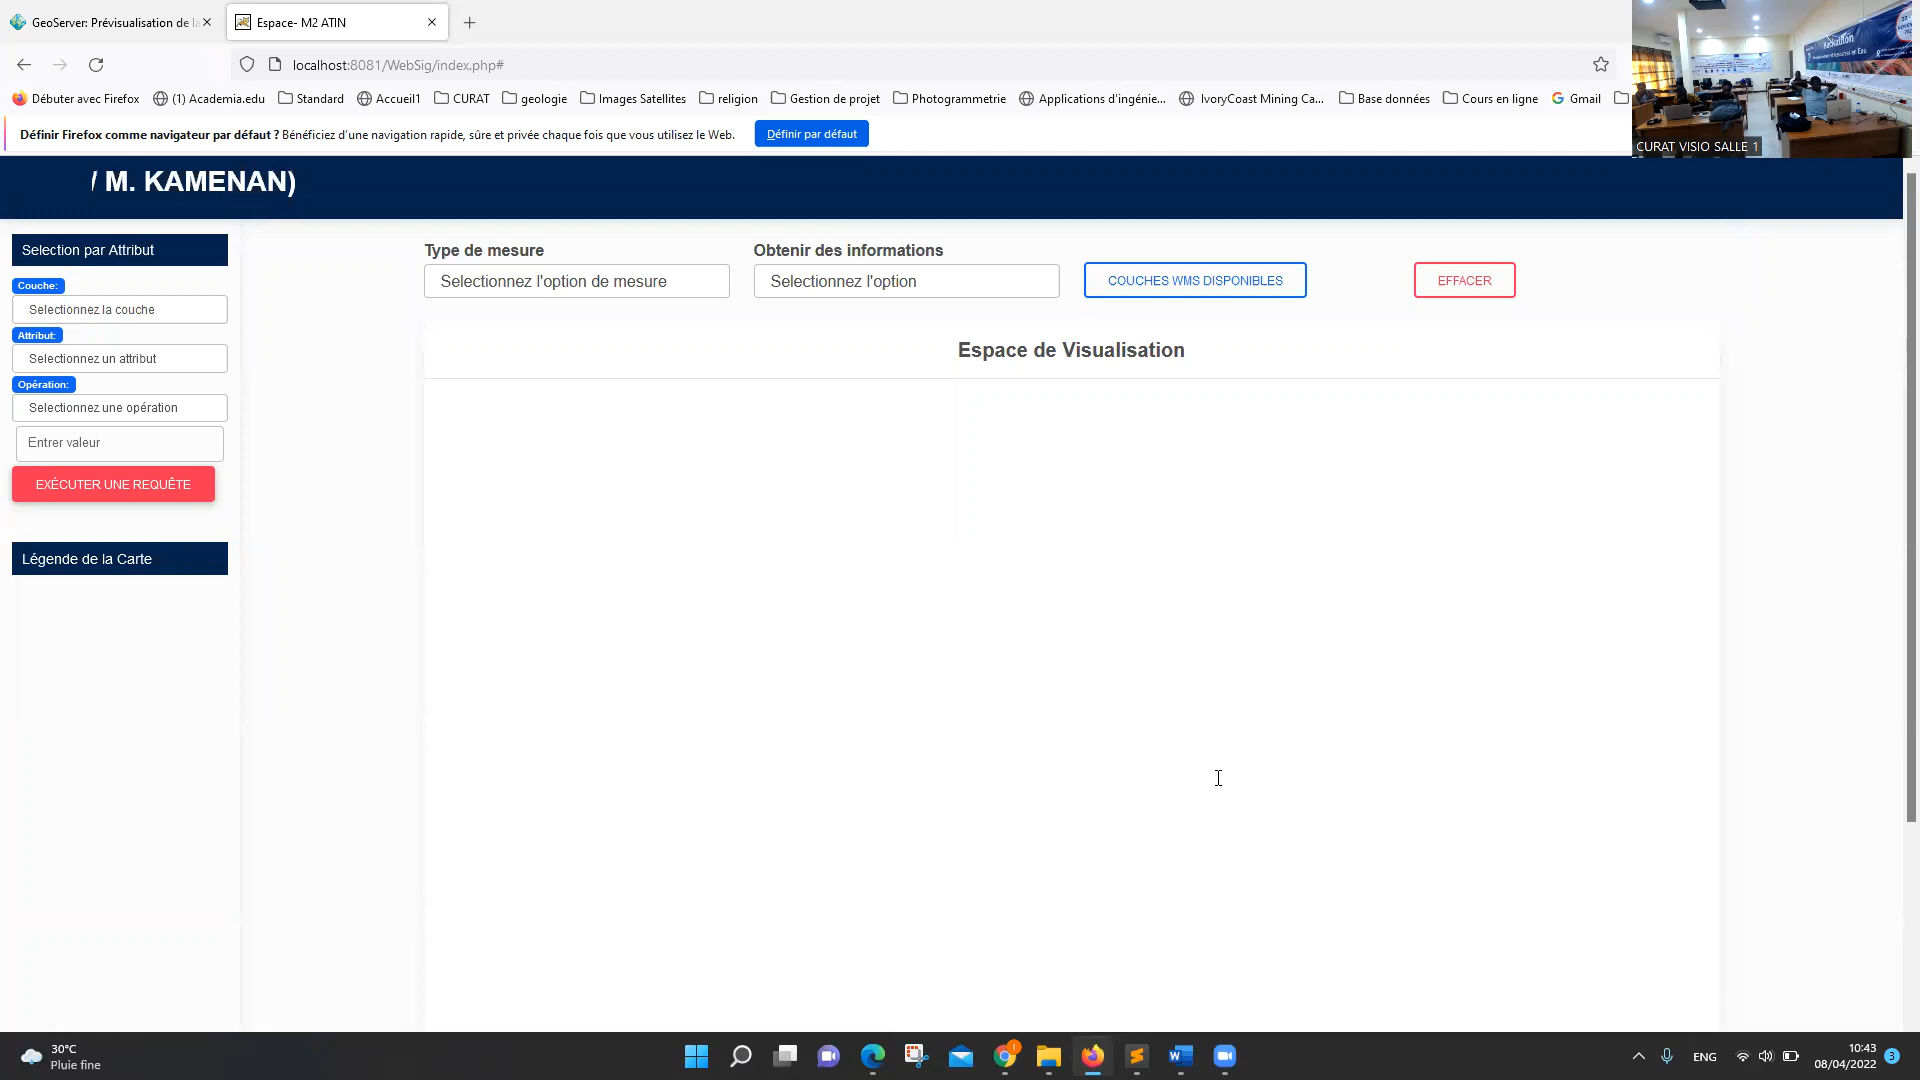 GeoServer: Prévisualisation de la
Espace- M2 ATIN
localhost:8081/WebSig/index.php#
Débuter avec Firefox
(1) Academia.edu
Standard
Accueil1
CURAT
geologie
Images Satellites
religion
Gestion de projet
Photogrammetrie
Applications d'ingénie...
IvoryCoast Mining Ca...
Base données
Cours en ligne
Gmail
Définir Firefox comme navigateur par défaut ? Bénéficiez d'une navigation rapide, sûre et privée chaque fois que vous utilisez le Web.
Définir par défaut
Hackathon
CURAT VISIO SALLE 1
/ M. KAMENAN)
Selection par Attribut
Couche:
Selectionnez la couche
Attribut:
Selectionnez un attribut
Opération:
Selectionnez une opération
Entrer valeur
EXÉCUTER UNE REQUÊTE
Légende de la Carte
Type de mesure
Selectionnez l'option de mesure
Obtenir des informations
Selectionnez l'option
COUCHES WMS DISPONIBLES
EFFACER
Espace de Visualisation
30°C
Pluie fine
ENG
10:43
08/04/2022
3